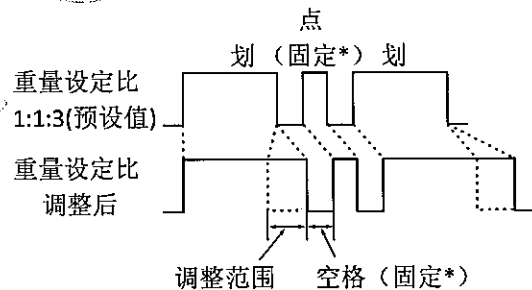 点
划（固定*）划
重量设定比
1:1:3(预设值)
重量设定比
调整后
调整范围 空格（固定*）